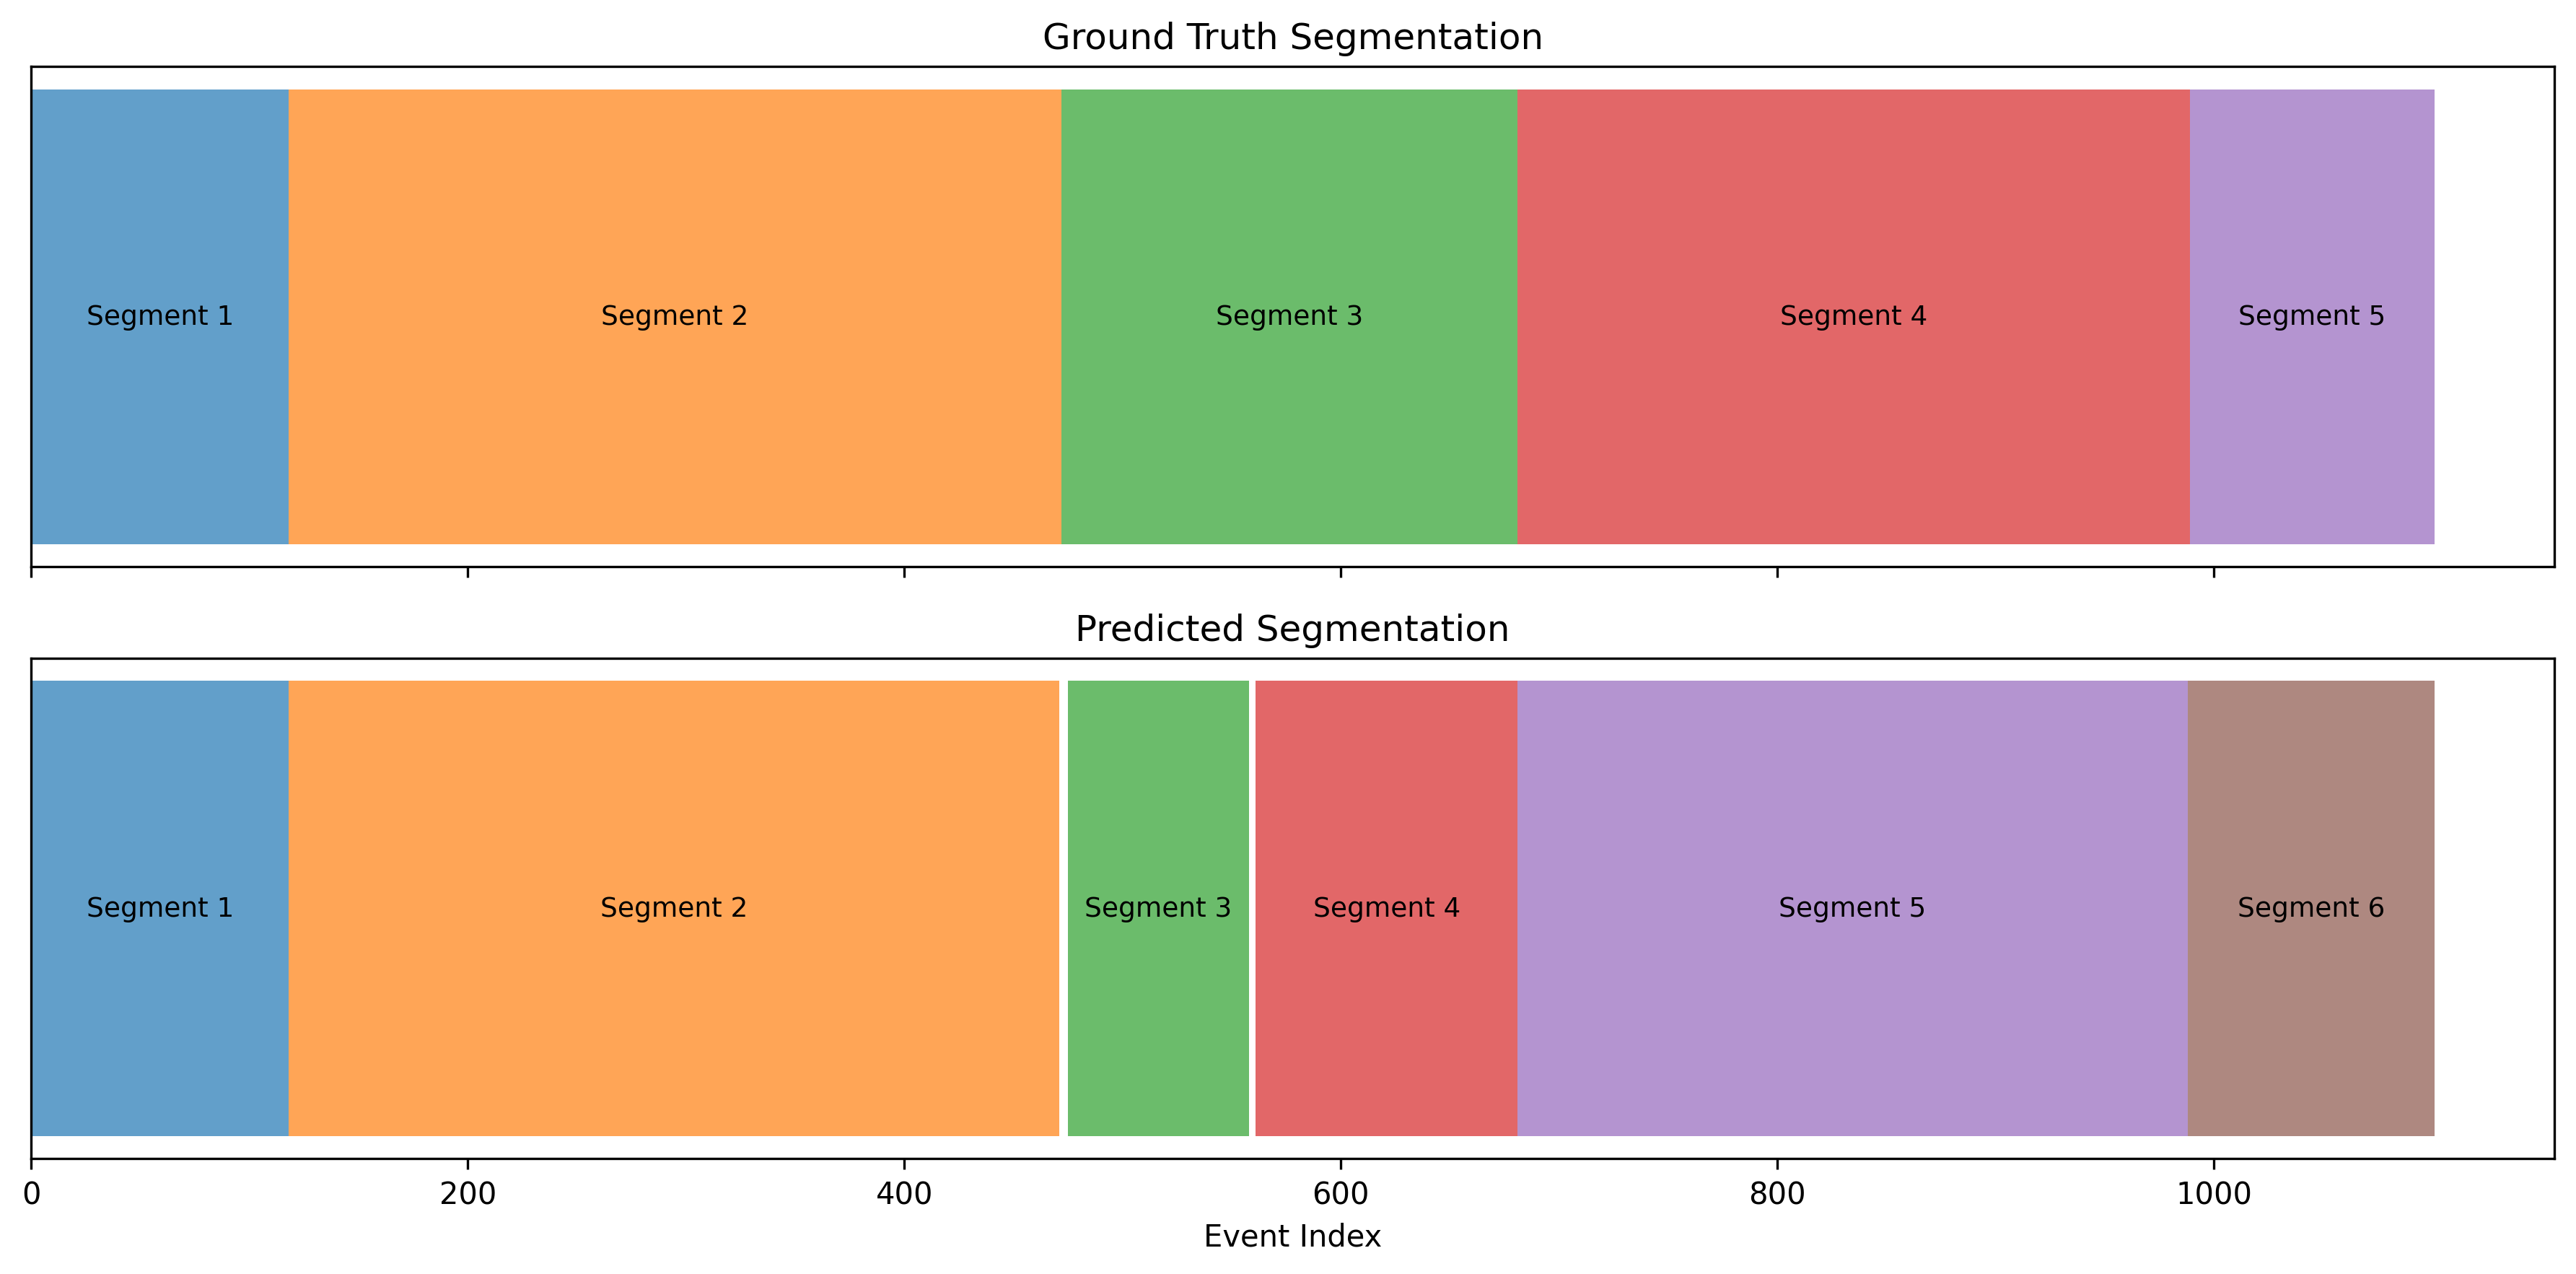 Ground Truth Segmentation
Segment 1 Segment 2 Segment 3 Segment 4 Segment 5
Predicted Segmentation
Segment 1 Segment 2 Segment 3 Segment 4 Segment 5 Segment 6
0 200 400 600 800 1000
Event Index